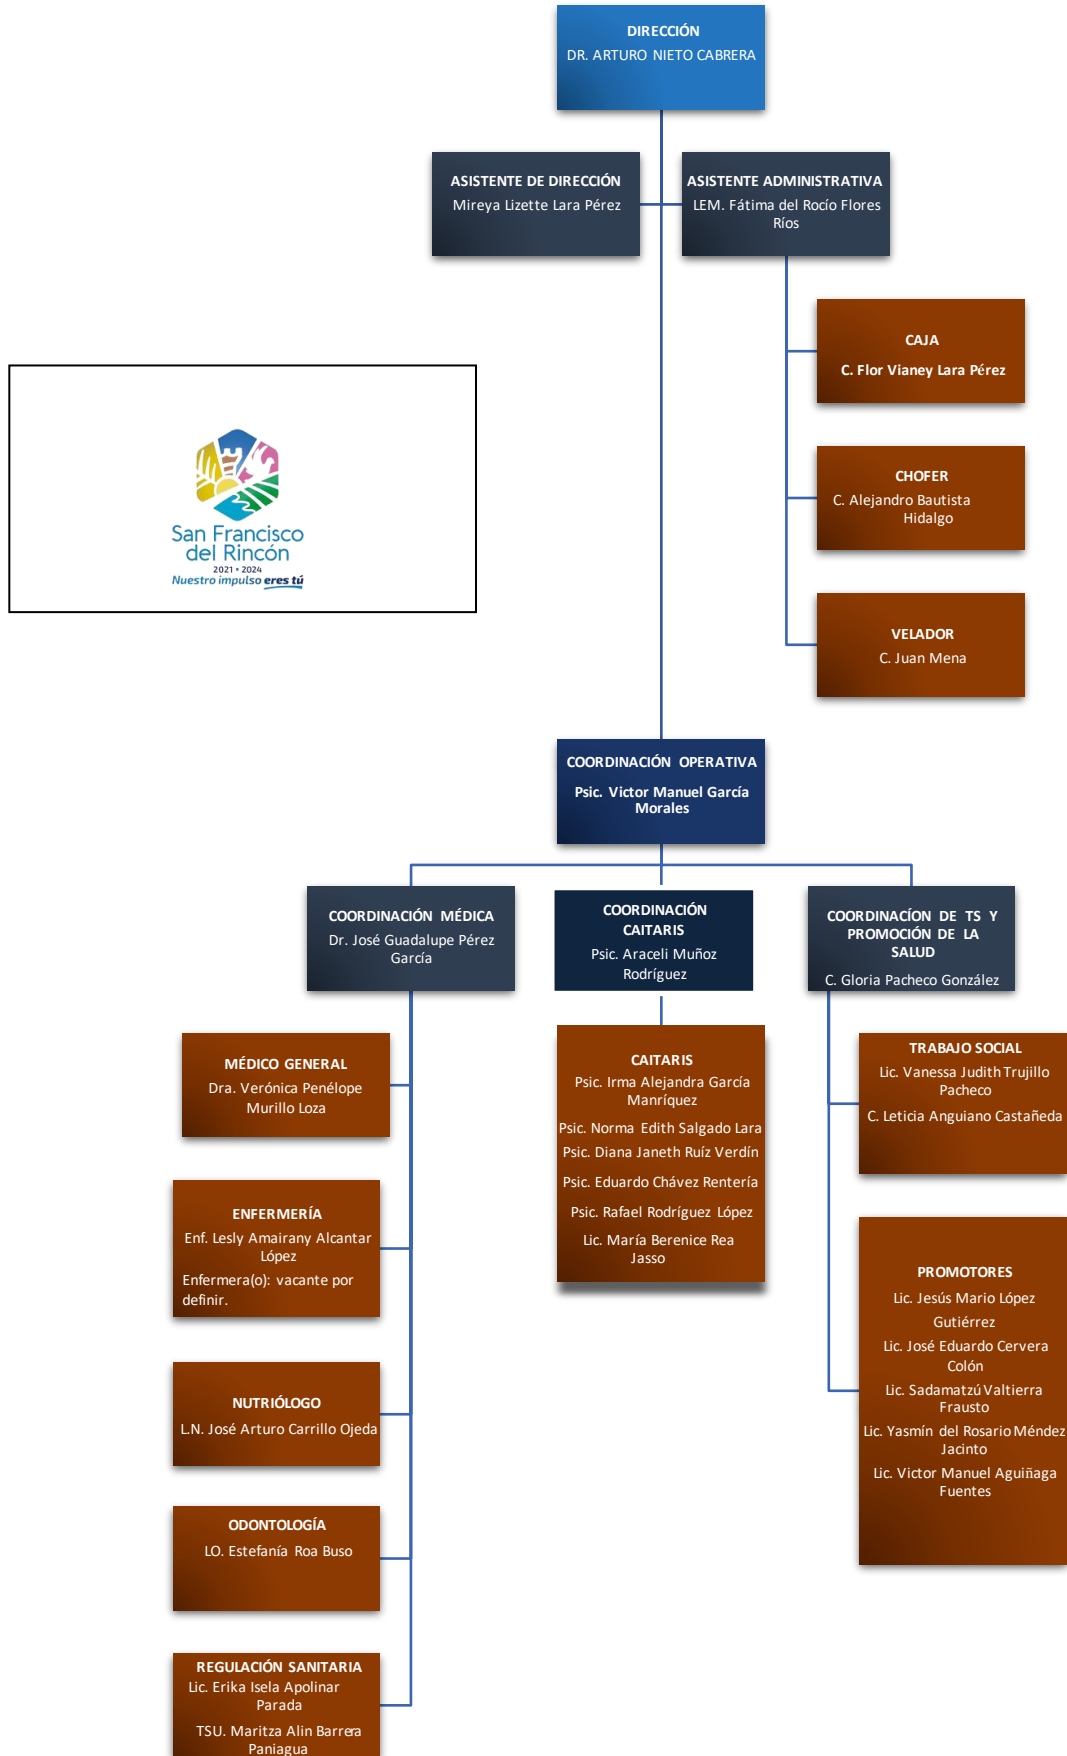 DIRECCIÓN
DR. ARTURO NIETO CABRERA
ASISTENTE DE DIRECCIÓN
Mireya Lizette Lara Pérez
ASISTENTE ADMINISTRATIVA
LEM. Fátima del Rocío Flores
Ríos
CAJA
C. Flor Vianey Lara Pérez
CHOFER
C. Alejandro Bautista
Hidalgo
VELADOR
C. Juan Mena
San Francisco
del Rincón
2021 • 2024
Nuestro impulso eres tú
COORDINACIÓN OPERATIVA
Psic. Victor Manuel García
Morales
COORDINACIÓN MÉDICA
Dr. José Guadalupe Pérez
García
COORDINACIÓN
CAITARIS
Psic. Araceli Muñoz
Rodríguez
COORDINACÍON DE TS Y
PROMOCIÓN DE LA
SALUD
C. Gloria Pacheco González
MÉDICO GENERAL
Dra. Verónica Penélope
Murillo Loza
ENFERMERÍA
Enf. Lesly Amairany Alcantar
López
Enfermera(o): vacante por
definir.
NUTRIÓLOGO
L.N. José Arturo Carrillo Ojeda
ODONTOLOGÍA
LO. Estefanía Roa Buso
REGULACIÓN SANITARIA
Lic. Erika Isela Apolinar
Parada
TSU. Maritza Alin Barrera
Paniagua
CAITARIS
Psic. Irma Alejandra García
Manríquez
Psic. Norma Edith Salgado Lara
Psic. Diana Janeth Ruíz Verdín
Psic. Eduardo Chávez Rentería
Psic. Rafael Rodríguez López
Lic. María Berenice Rea
Jasso
TRABAJO SOCIAL
Lic. Vanessa Judith Trujillo
Pacheco
C. Leticia Anguiano Castañeda
PROMOTORES
Lic. Jesús Mario López
Gutiérrez
Lic. José Eduardo Cervera
Colón
Lic. Sadamatzú Valtierra
Frausto
Lic. Yasmín del Rosario Méndez
Jacinto
Lic. Victor Manuel Aguiñaga
Fuentes